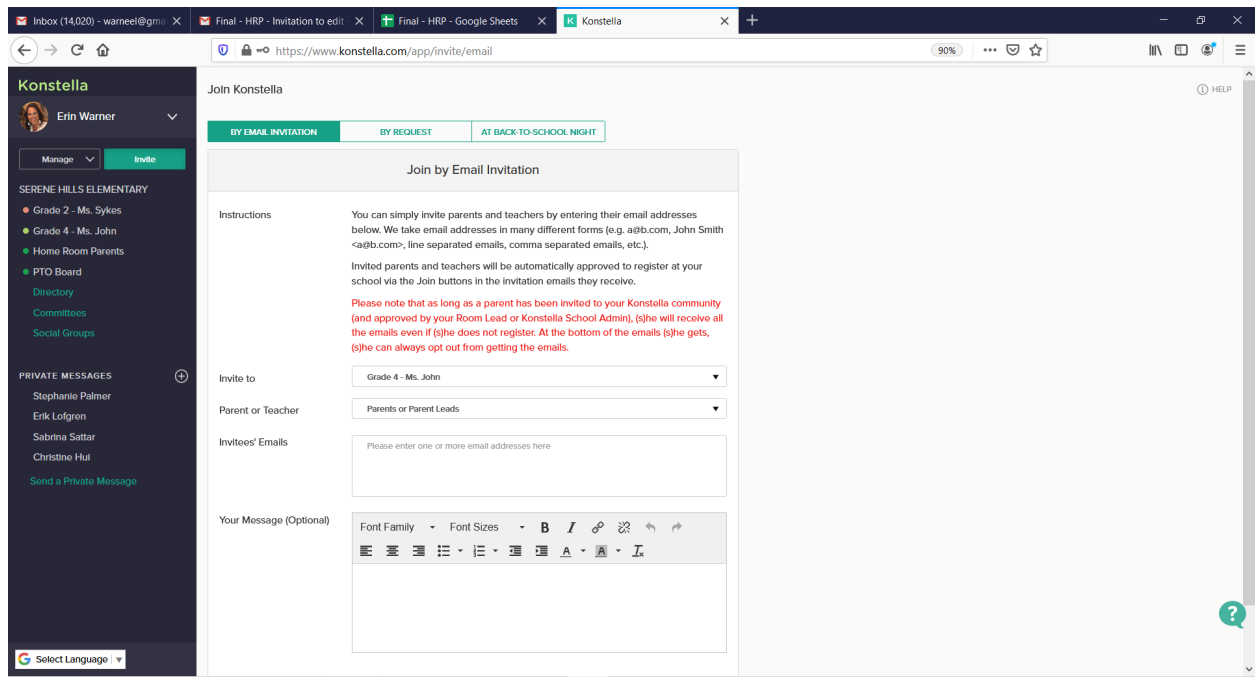 Inbox (14,020) - warneel@gma
Final - HRP - Invitation to edit -
Final - HRP - Google Sheets
Konstella
https://www.konstella.com/app/invite/email
90%
Konstella
Erin Warner
Manage
Invite
SERENE HILLS ELEMENTARY
Grade 2 - Ms. Sykes
Grade 4 - Ms. John
Home Room Parents
PTO Board
Directory
Committees
Social Groups
PRIVATE MESSAGES
Stephanie Palmer
Erik Lofgren
Sabrina Sattar
Christine Hui
Send a Private Message
Select Language
Join Konstella
HELP
BY EMAIL INVITATION
BY REQUEST
AT BACK-TO-SCHOOL NIGHT
Join by Email Invitation
Instructions
You can simply invite parents and teachers by entering their email addresses
below. We take email addresses in many different forms (e.g. a@b.com, John Smith
<a@b.com>, line separated emails, comma separated emails, etc.).
Invited parents and teachers will be automatically approved to register at your
school via the Join buttons in the invitation emails they receive.
Please note that as long as a parent has been invited to your Konstella community
(and approved by your Room Lead or Konstella School Admin), (s)he will receive all
the emails even if (s)he does not register. At the bottom of the emails (s)he gets,
(s)he can always opt out from getting the emails.
Invite to
Grade 4 - Ms. John
Parent or Teacher
Parents or Parent Leads
Invitees' Emails
Please enter one or more email addresses here
Your Message (Optional)
Font Family
Font Sizes